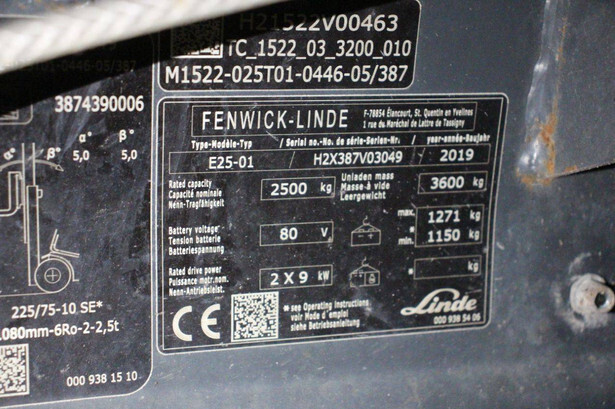 H21522V00463
TC_1522_03_3200_010
M1522-025T01-0446-05/387
3874390006
α° β° α° β°
5,0 5,0 5,0
225/75-10 SE*
1080mm-6Ro-2-2,5t
000 938 15 10
FENWICK-LINDE
F-78854 Élancourt, St. Quentin en Yvelines
1 rue du Maréchal de Lattre de Tassigny
Type-Modèle-Typ / Serial no.-No. de série-Serien-Nr. / year-année-Baujahr
E25-01 / H2X387V03049 / 2019
Rated capacity
Capacité nominale
Nenn-Tragfähigkeit
2500 kg
Unladen mass
Masse à vide
Leergewicht
3600 kg
Battery voltage
Tension batterie
Batteriespannung
80 V
max. 1271 kg
*
min. 1150 kg
Rated drive power
Puissance motr.nom.
Nenn-Antriebsleist.
2 X 9 kW
* kg
CE
* see Operating Instructions
voir Mode d'emploi
siehe Betriebsanleitung
Linde
000 938 54 06